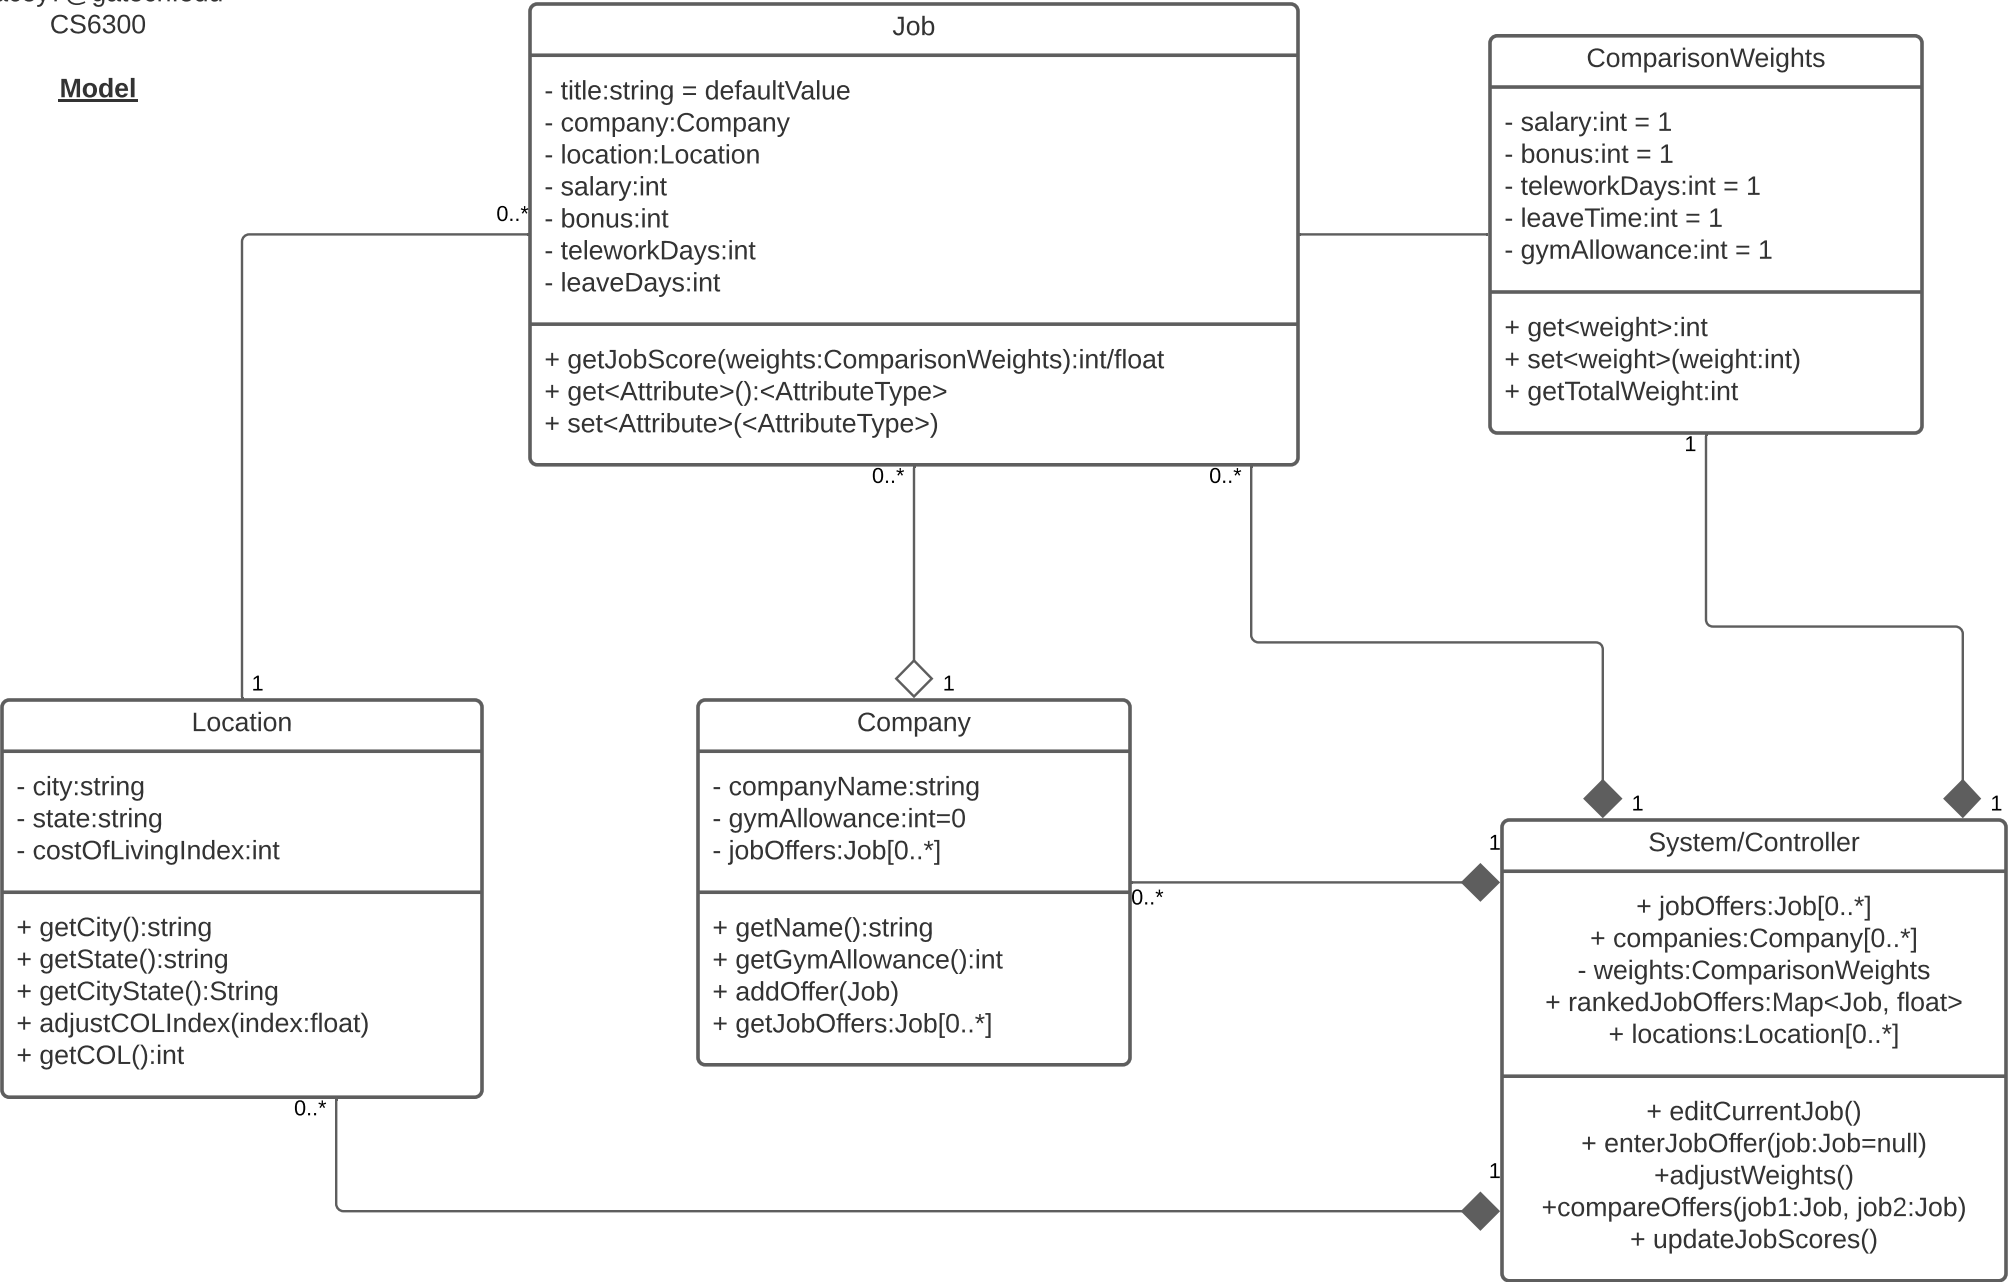 CS6300
Model
Job
- title:string = defaultValue
- company:Company
- location:Location
- salary:int
- bonus:int
- teleworkDays:int
- leaveDays:int
+ getJobScore(weights:ComparisonWeights):int/float
+ get<Attribute>():<AttributeType>
+ set<Attribute>(<AttributeType>)
ComparisonWeights
- salary:int = 1
- bonus:int = 1
- teleworkDays:int = 1
- leaveTime:int = 1
- gymAllowance:int = 1
+ get<weight>:int
+ set<weight>(weight:int)
+ getTotalWeight:int
0..*
0..*
0..*
1
1
1
1
1
Location
- city:string
- state:string
- costOfLivingIndex:int
+ getCity():string
+ getState():string
+ getCityState():String
+ adjustCOLIndex(index:float)
+ getCOL():int
0..*
Company
- companyName:string
- gymAllowance:int=0
- jobOffers:Job[0..*]
+ getName():string
+ getGymAllowance():int
+ addOffer(Job)
+ getJobOffers:Job[0..*]
0..*
1
System/Controller
+ jobOffers:Job[0..*]
+ companies:Company[0..*]
- weights:ComparisonWeights
+ rankedJobOffers:Map<Job, float>
+ locations:Location[0..*]
+ editCurrentJob()
+ enterJobOffer(job:Job=null)
+adjustWeights()
+compareOffers(job1:Job, job2:Job)
+ updateJobScores()
1